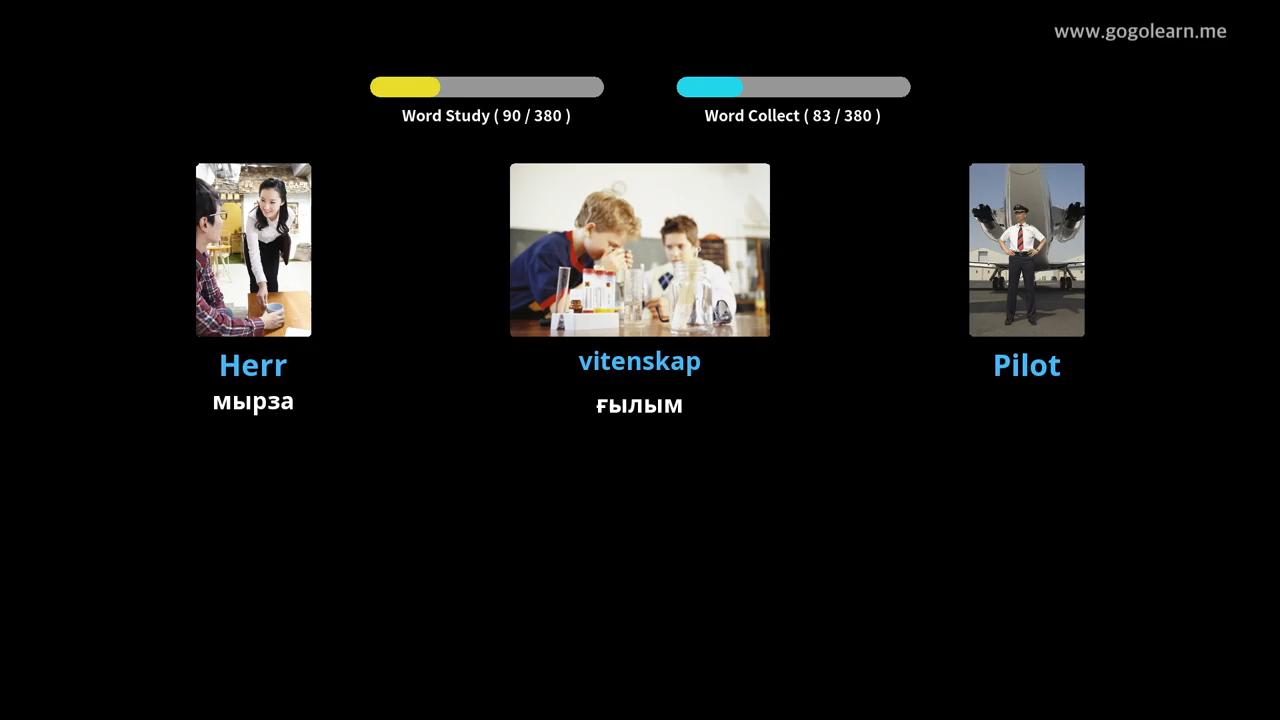 www.gogolearn.me
Word Study ( 90 / 380 )
Word Collect ( 83 / 380 )
Herr
мырза
vitenskap
ғылым
Pilot